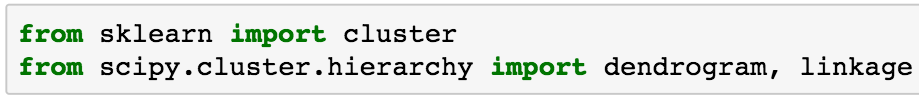 from sklearn import cluster
from scipy.cluster.hierarchy import dendrogram, linkage